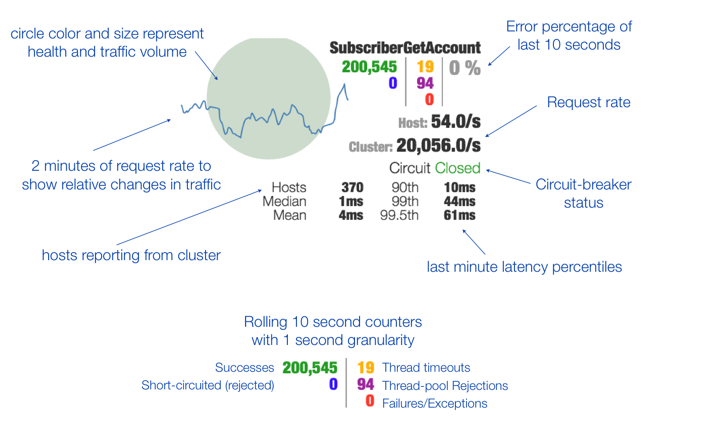 circle color and size represent
health and traffic volume
Error percentage of
last 10 seconds
SubscriberGetAccount
200,545 19 0 %
0 94
0
Request rate
Host: 54.0/s
Cluster: 20,056.0/s
2 minutes of request rate to
show relative changes in traffic
Circuit Closed
Circuit-breaker
status
Hosts 370 90th 10ms
Median 1ms 99th 44ms
Mean 4ms 99.5th 61ms
hosts reporting from cluster
last minute latency percentiles
Rolling 10 second counters
with 1 second granularity
Successes 200,545 19 Thread timeouts
Short-circuited (rejected) 0 94 Thread-pool Rejections
0 Failures/Exceptions